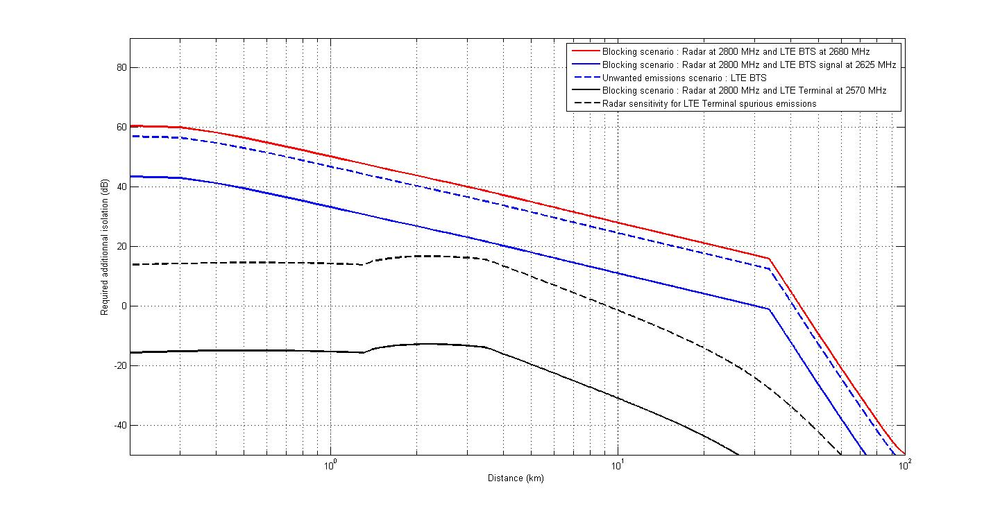 Blocking scenario : Radar at 2800 MHz and LTE BTS at 2680 MHz
Blocking scenario : Radar at 2800 MHz and LTE BTS signal at 2625 MHz
Unwanted emissions scenario : LTE BTS
Blocking scenario : Radar at 2800 MHz and LTE Terminal at 2570 MHz
Radar sensitivity for LTE Terminal spurious emissions
80
60
40
20
0
-20
-40
Required additionnal isolation (dB)
10^0
10^1
10^2
Distance (km)